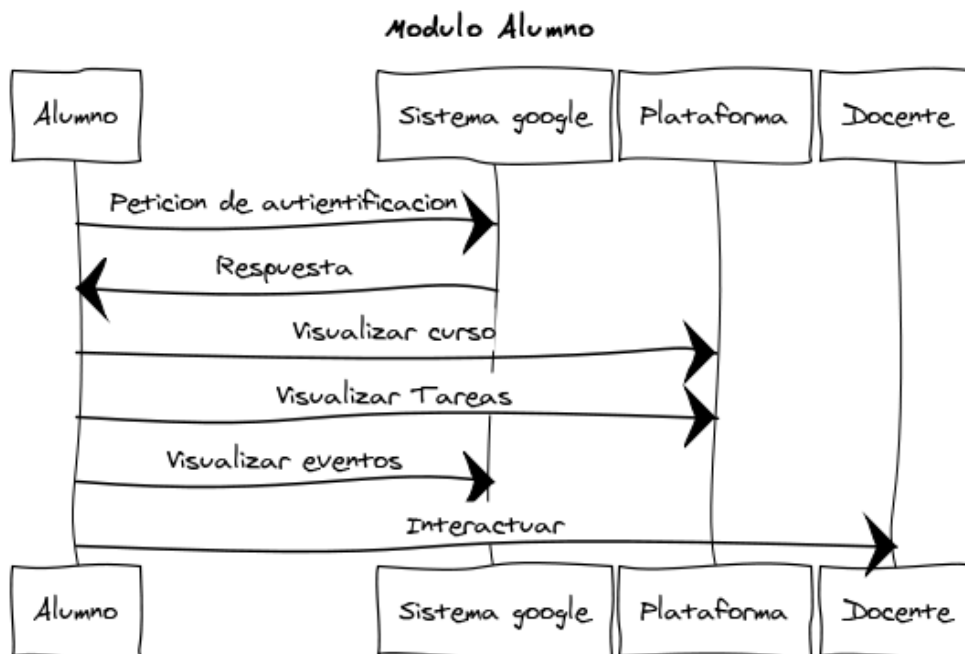 Modulo Alumno
Alumno
Sistema google
Plataforma
Docente
Peticion de autientificacion
Respuesta
Visualizar curso
Visualizar Tareas
Visualizar eventos
Interactuar
Alumno
Sistema google
Plataforma
Docente